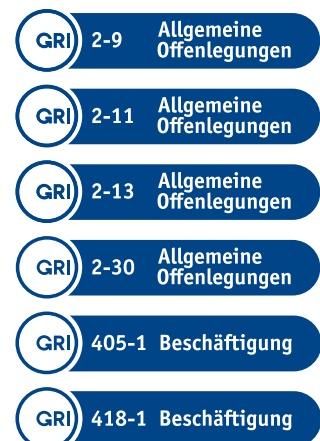 GRI 2-9 Allgemeine
Offenlegungen
GRI 2-11 Allgemeine
Offenlegungen
GRI 2-13 Allgemeine
Offenlegungen
GRI 2-30 Allgemeine
Offenlegungen
GRI 405-1 Beschäftigung
GRI 418-1 Beschäftigung